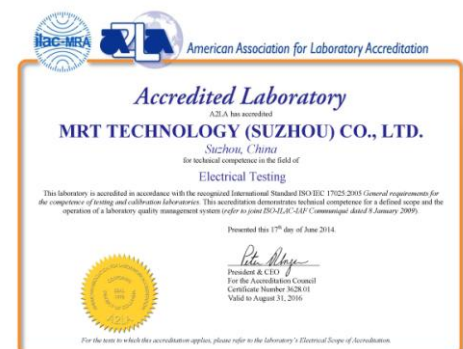 ilac-MRA
A2LA
American Association for Laboratory Accreditation
Accredited Laboratory
A2LA has accredited
MRT TECHNOLOGY (SUZHOU) CO., LTD.
Suzhou, China
for technical competence in the field of
Electrical Testing
This laboratory is accredited in accordance with the recognized International Standard ISO/IEC 17025:2005 General requirements for
the competence of testing and calibration laboratories. This accreditation demonstrates technical competence for a defined scope and the
operation of a laboratory quality management system (refer to joint ISO-ILAC-IAF Communiqué dated 8 January 2009).
Presented this 17th day of June 2014.
President & CEO
For the Accreditation Council
Certificate Number 3628.01
Valid to August 31, 2016
A2LA
For the tests to which this accreditation applies, please refer to the laboratory's Electrical Scope of Accreditation.